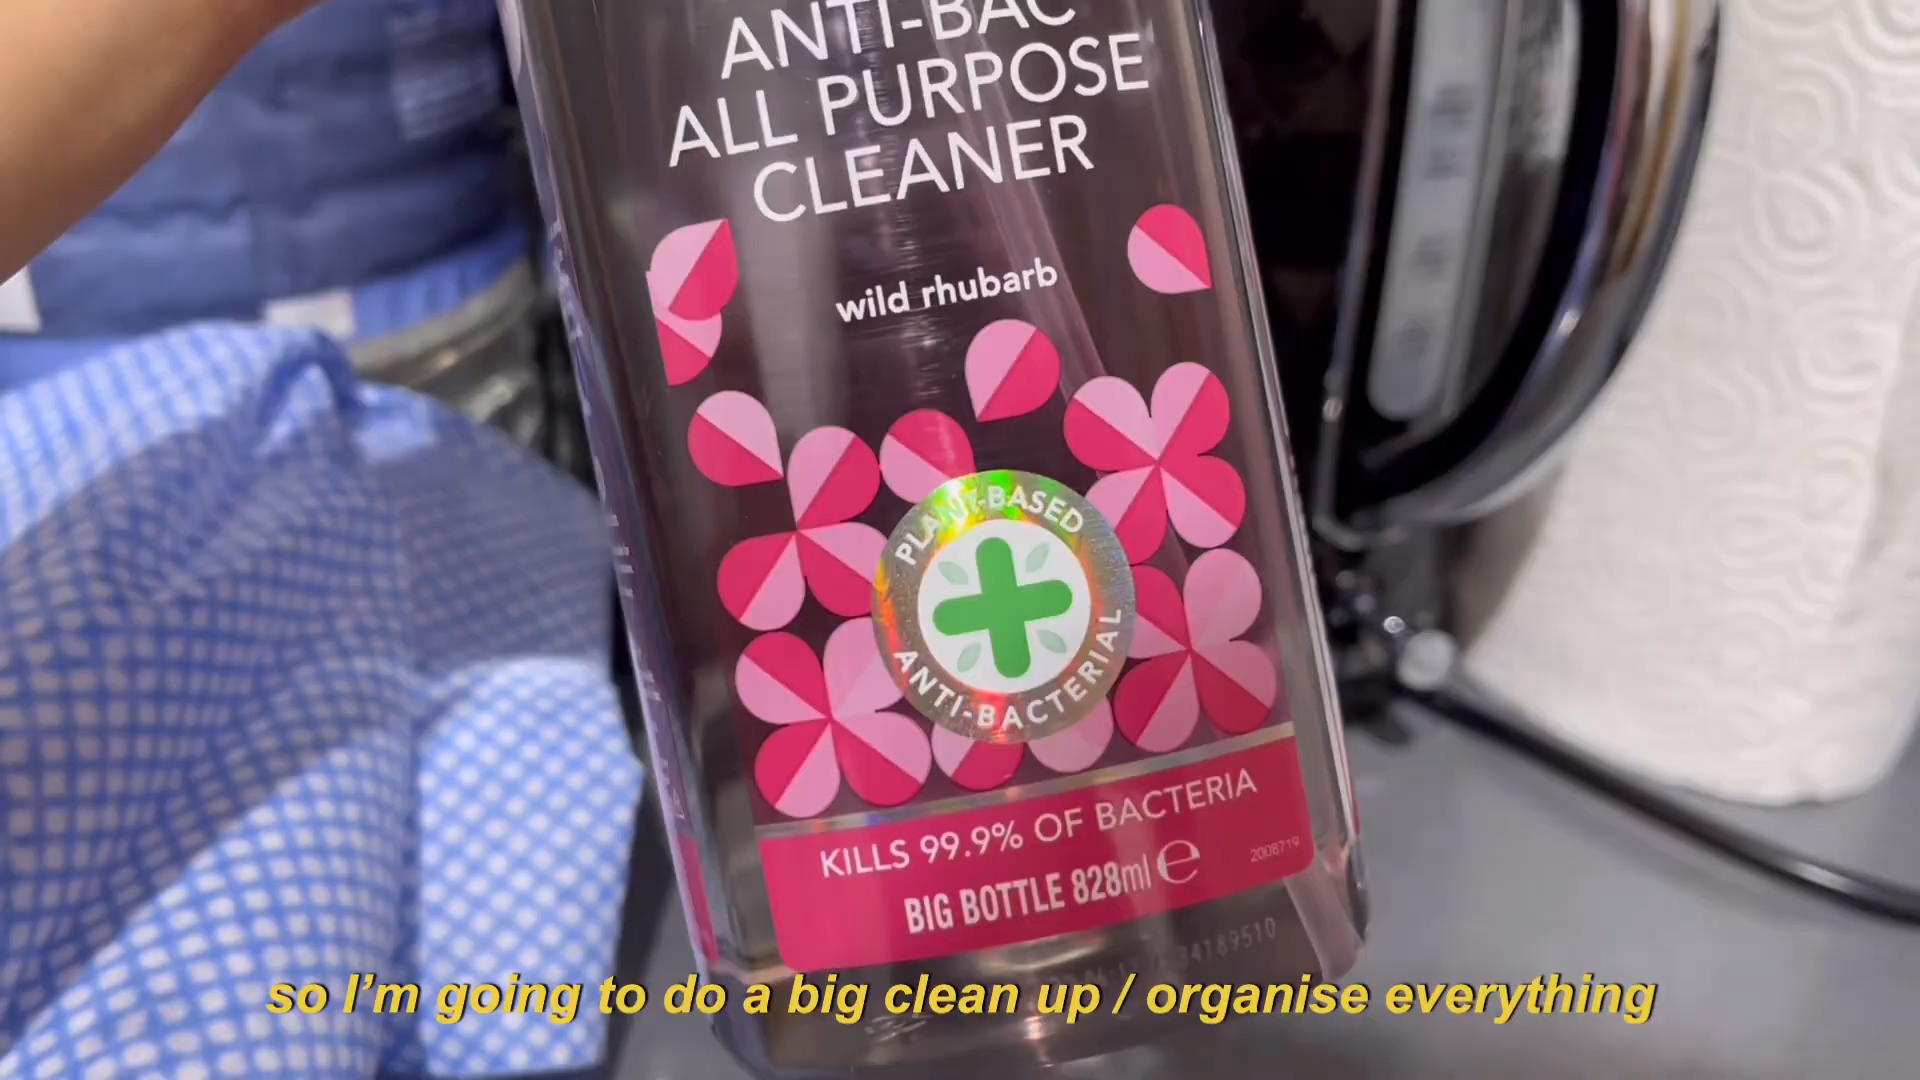 ANTI-BAC
ALL PURPOSE
CLEANER
wild rhubarb
PLANT-BASED
ANTI-BACTERIAL
KILLS 99.9% OF BACTERIA
BIG BOTTLE 828ml e
2008719
34189510
so I'm going to do a big clean up / organise everything